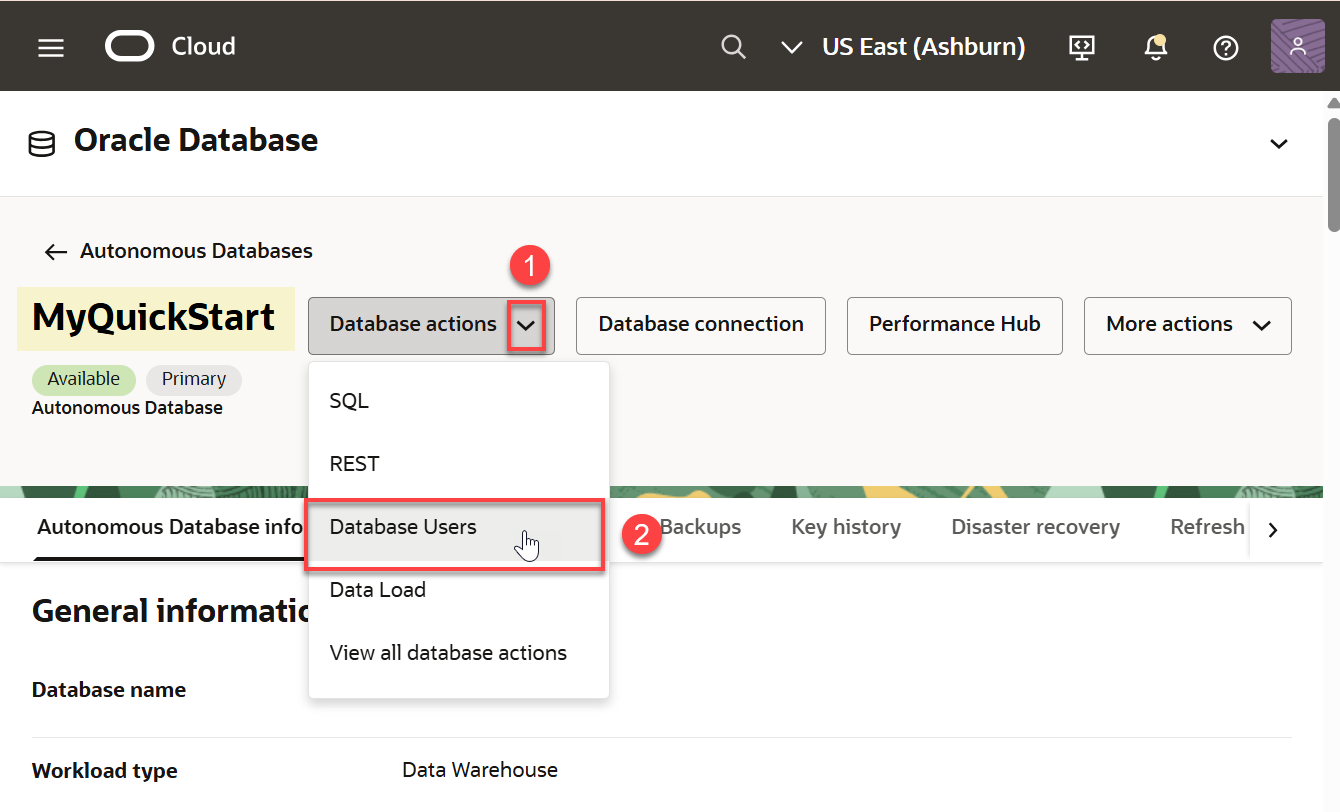 Cloud
US East (Ashburn)
Oracle Database
Autonomous Databases
1
MyQuickStart
Database actions
Database connection
Performance Hub
More actions
Available
Primary
Autonomous Database
SQL
REST
Autonomous Database info
Database Users
2
Backups
Key history
Disaster recovery
Refresh
Data Load
General informatic
View all database actions
Database name
Workload type
Data Warehouse